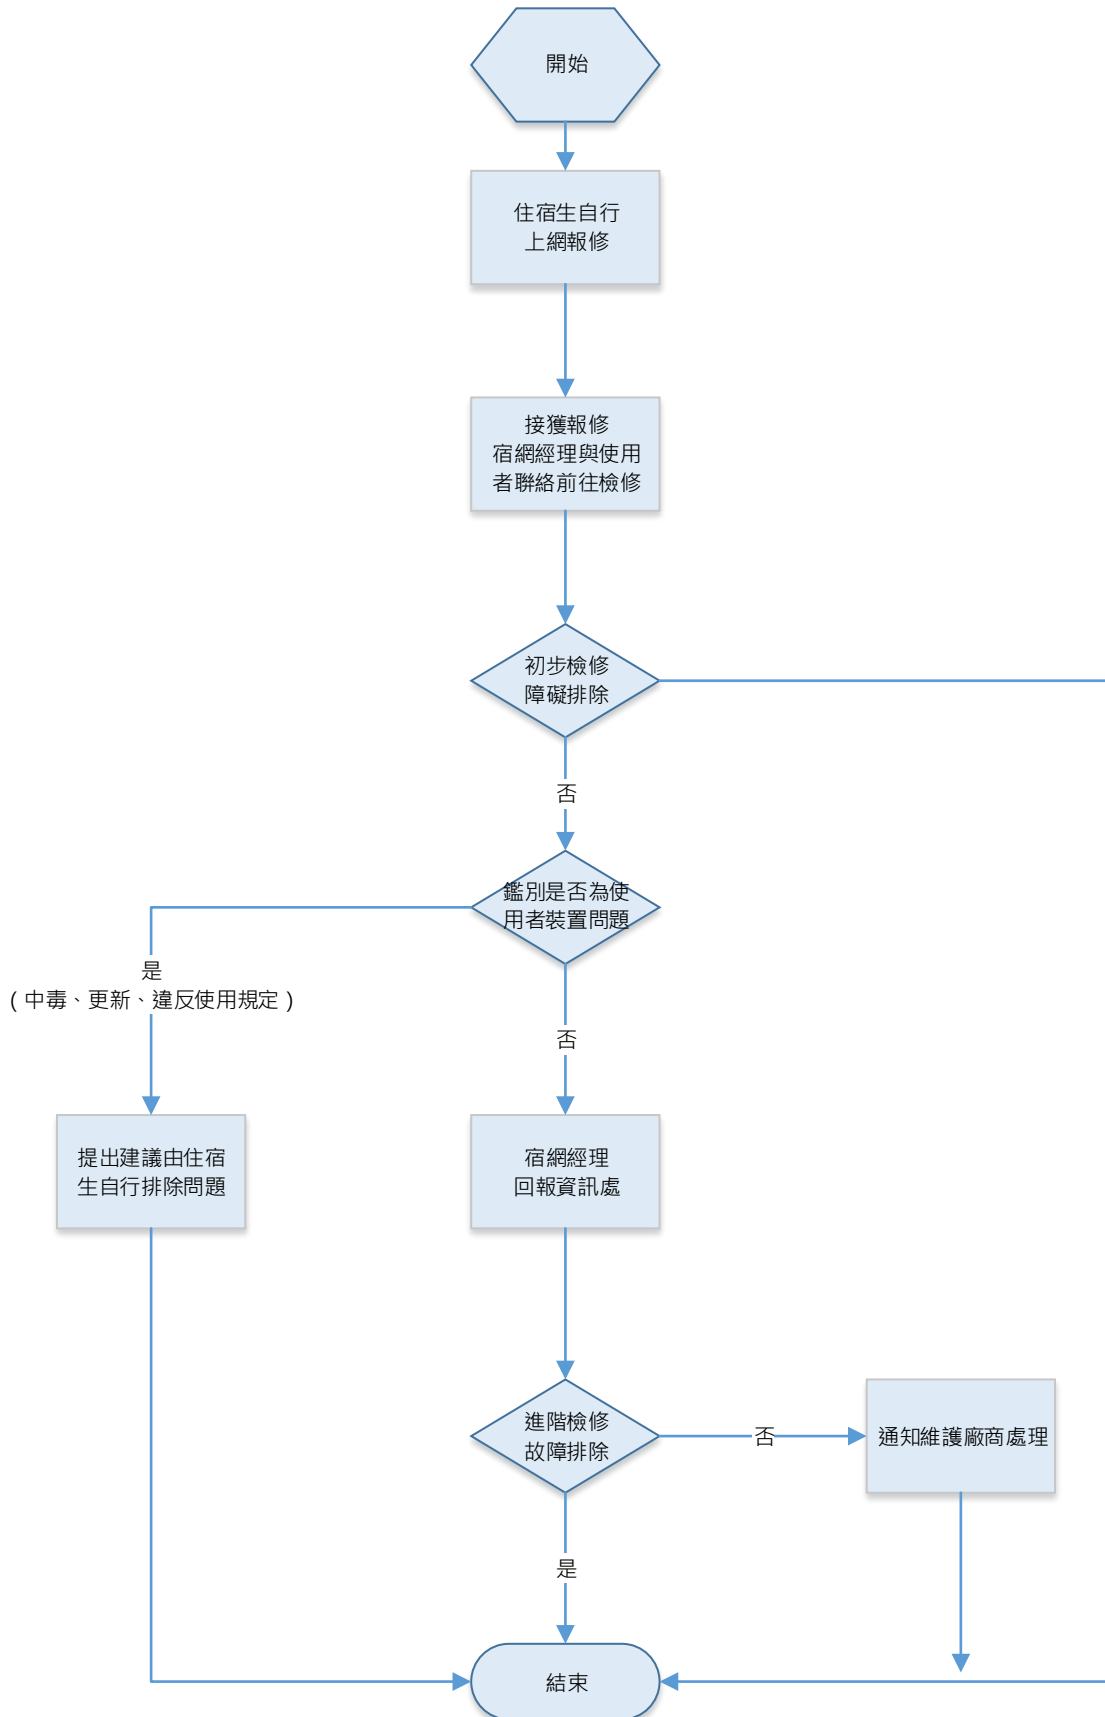 開始
住宿生自行
上網報修
接獲報修
宿網經理與使用
者聯絡前往檢修
初步檢修
障礙排除
否
鑑別是否為使
用者裝置問題
是
(中毒、更新、違反使用規定)
否
提出建議由住宿
生自行排除問題
宿網經理
回報資訊處
進階檢修
故障排除
否
通知維護廠商處理
是
結束